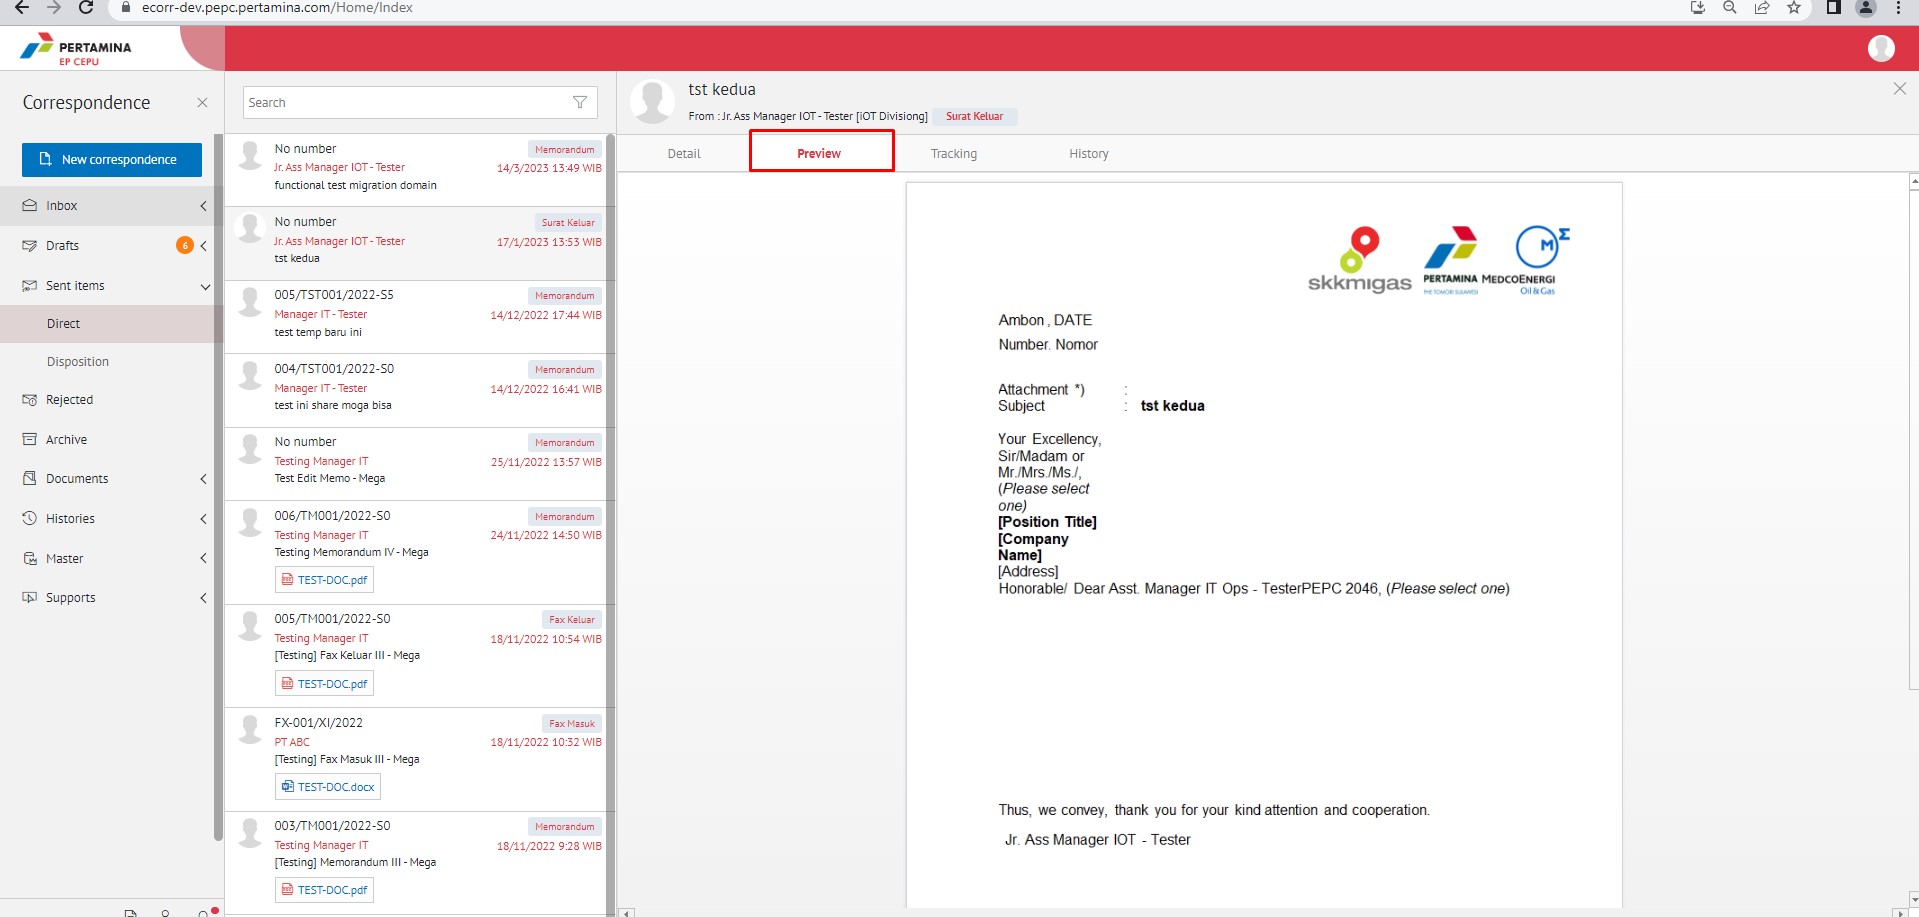 ecorr-dev.pepc.pertamina.com/Home/Index
PERTAMINA
EP CEPU
Correspondence
New correspondence
Inbox
Drafts
6
Sent items
Direct
Disposition
Rejected
Archive
Documents
Histories
Master
Supports
Search
No number
Memorandum
Jr. Ass Manager IOT - Tester
14/3/2023 13:49 WIB
functional test migration domain
No number
Surat Keluar
Jr. Ass Manager IOT - Tester
17/1/2023 13:53 WIB
tst kedua
005/TST001/2022-S5
Memorandum
Manager IT - Tester
14/12/2022 17:44 WIB
test temp baru ini
004/TST001/2022-S0
Memorandum
Manager IT - Tester
14/12/2022 16:41 WIB
test ini share moga bisa
No number
Memorandum
Testing Manager IT
25/11/2022 13:57 WIB
Test Edit Memo - Mega
006/TM001/2022-S0
Memorandum
Testing Manager IT
24/11/2022 14:50 WIB
Testing Memorandum IV - Mega
TEST-DOC.pdf
005/TM001/2022-S0
Fax Keluar
Testing Manager IT
18/11/2022 10:54 WIB
[Testing] Fax Keluar III - Mega
TEST-DOC.pdf
FX-001/XI/2022
Fax Masuk
PT ABC
18/11/2022 10:32 WIB
[Testing] Fax Masuk III - Mega
TEST-DOC.docx
003/TM001/2022-S0
Memorandum
Testing Manager IT
18/11/2022 9:28 WIB
[Testing] Memorandum III - Mega
TEST-DOC.pdf
tst kedua
From : Jr. Ass Manager IOT - Tester [iOT Divisiong]
Surat Keluar
Detail
Preview
Tracking
History
skkmigas
PERTAMINA
MEDCOENERGI
Oil & Gas
Ambon , DATE
Number. Nomor
Attachment *) :
Subject : tst kedua
Your Excellency,
Sir/Madam or
Mr./Mrs./Ms./,
(Please select
one)
[Position Title]
[Company
Name]
[Address]
Honorable/ Dear Asst. Manager IT Ops - TesterPEPC 2046, (Please select one)
Thus, we convey, thank you for your kind attention and cooperation.
Jr. Ass Manager IOT - Tester